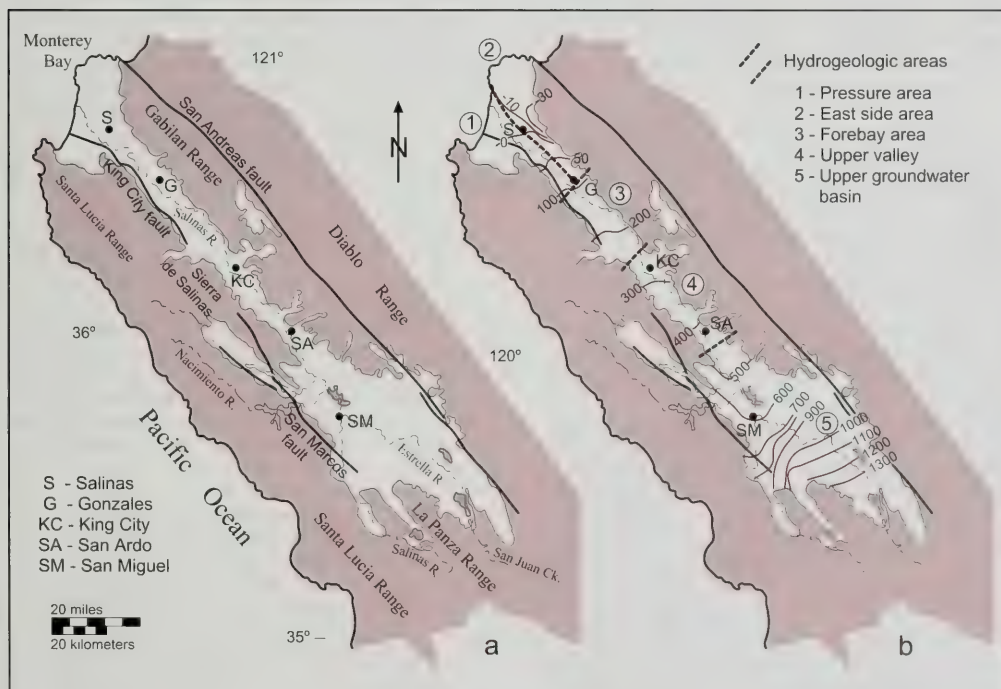 Monterey
Bay
121°
S
San Andreas fault
Gabilan Range
G
King City fault
Salinas R.
Santa Lucia Range
Diablo
Range
KC
Sierra
de Salinas
36°
SA
Nacimiento R.
SM
San Marcos
fault
Estrella R.
Pacific Ocean
La Panza Range
San Juan Ck.
Salinas R.
Santa Lucia Range
S - Salinas
G - Gonzales
KC - King City
SA - San Ardo
SM - San Miguel
20 miles
20 kilometers
35°
a
N
2
Hydrogeologic areas
1 - Pressure area
2 - East side area
3 - Forebay area
4 - Upper valley
5 - Upper groundwater
basin
-10
30
1
S
-0
50
G
3
100
200
KC
300
4
400
SA
120°
500
600
SM
700
900
5
1000
1100
1200
1300
b